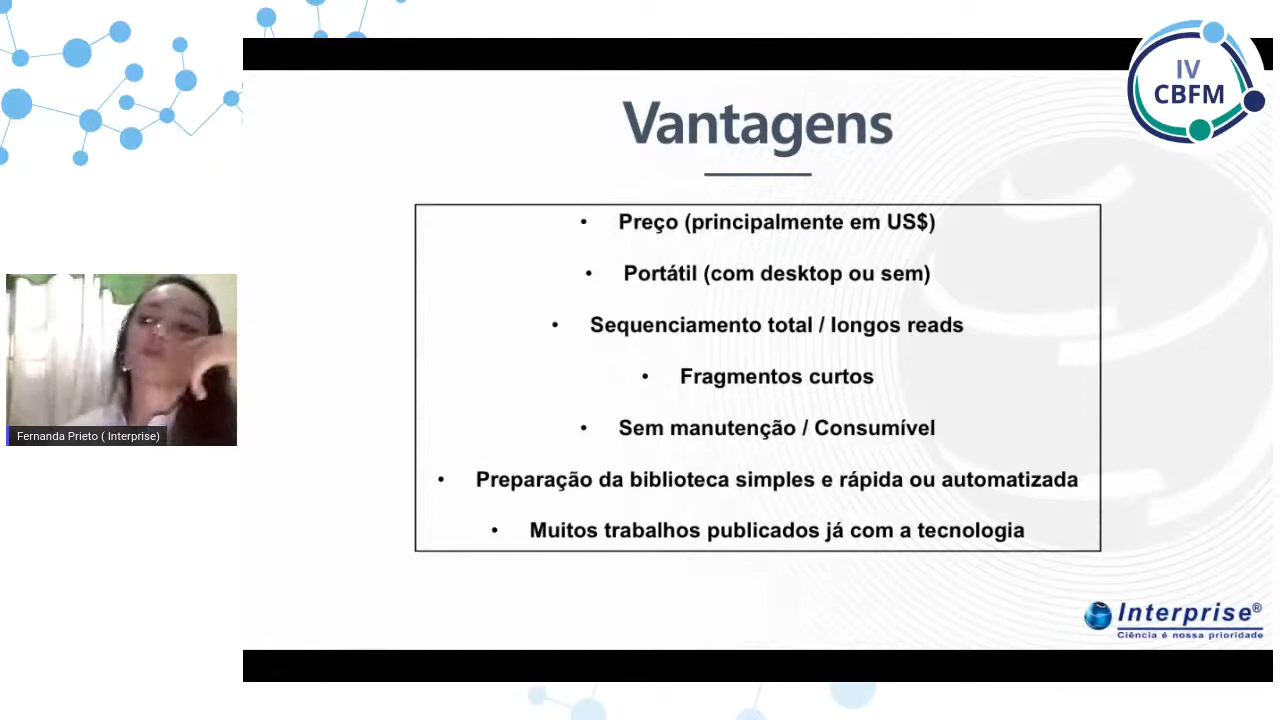 IV
CBFM
Vantagens
• Preço (principalmente em US$)
• Portátil (com desktop ou sem)
• Sequenciamento total / longos reads
• Fragmentos curtos
• Sem manutenção / Consumível
• Preparação da biblioteca simples e rápida ou automatizada
• Muitos trabalhos publicados já com a tecnologia
Fernanda Prieto ( Interprise)
Interprise®
Ciência é nossa prioridade